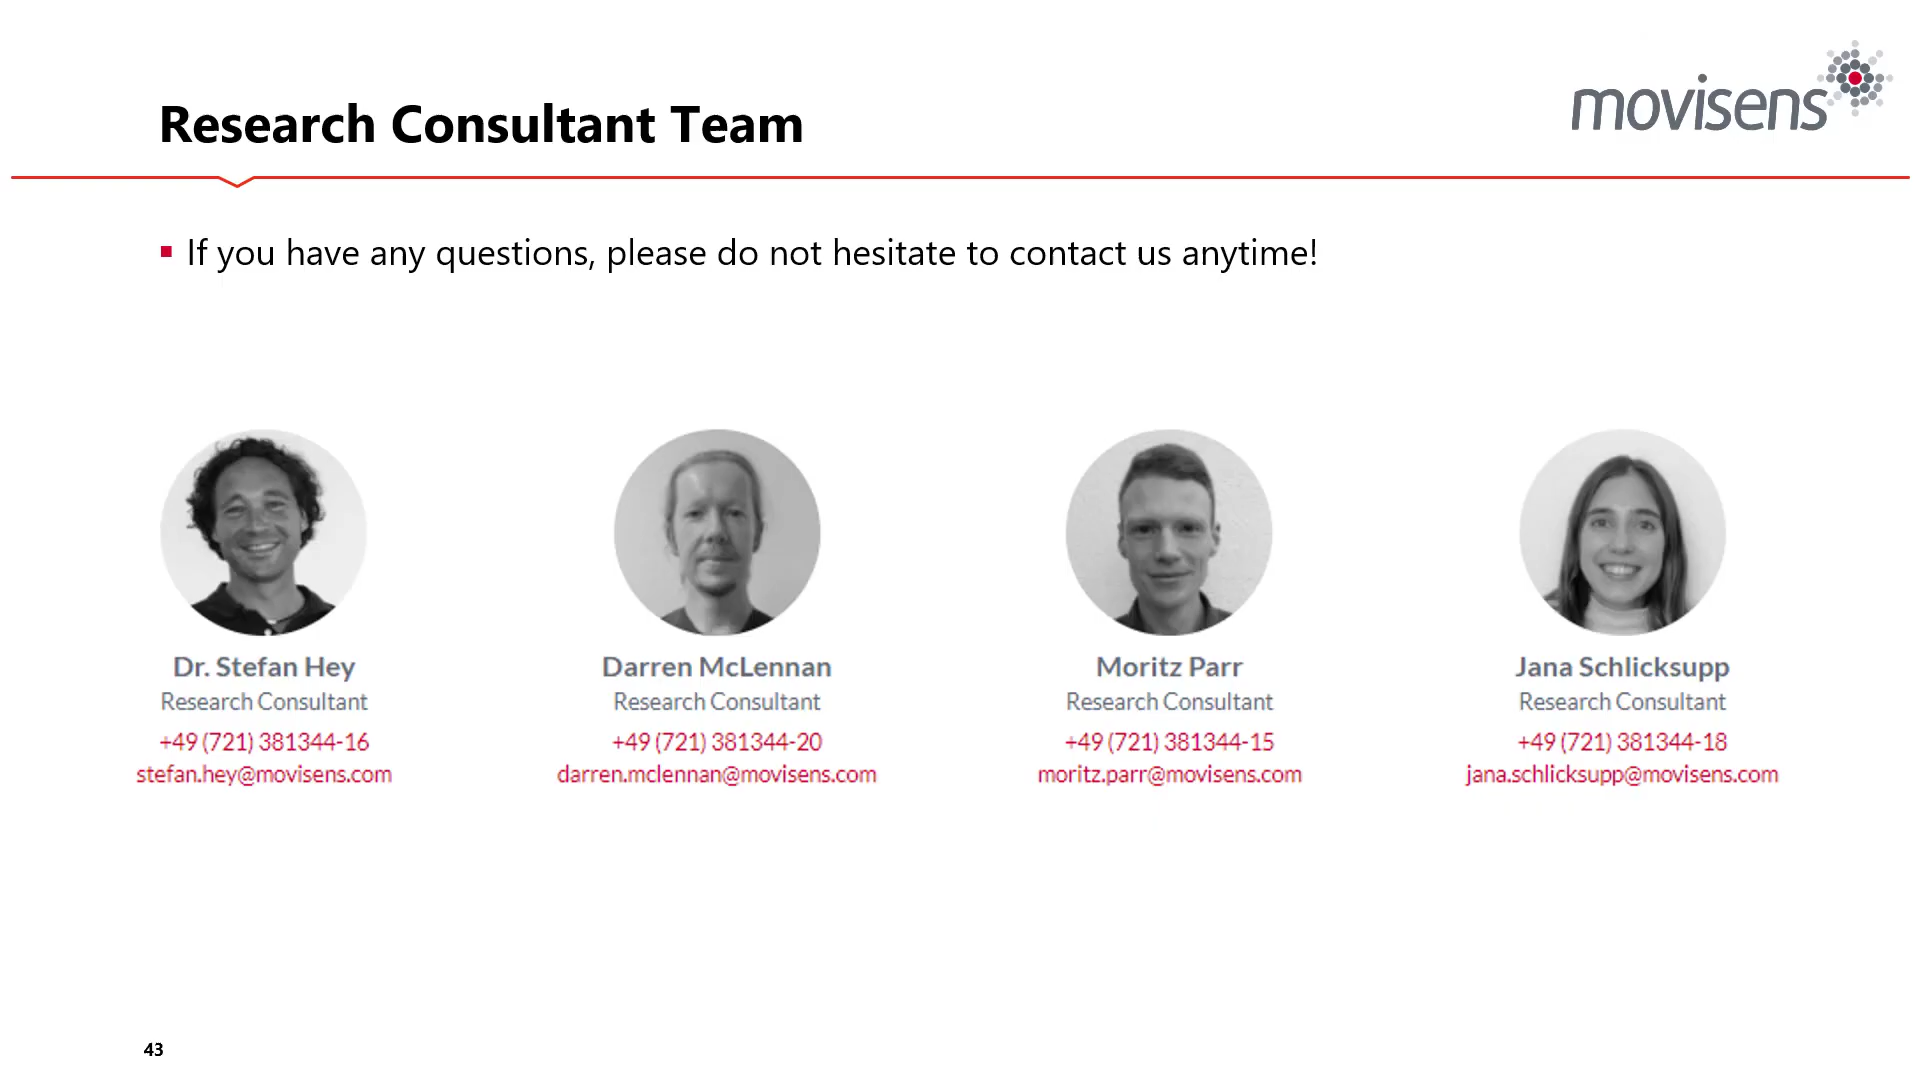 movisens
Research Consultant Team
▪ If you have any questions, please do not hesitate to contact us anytime!
Dr. Stefan Hey
Research Consultant
+49 (721) 381344-16
stefan.hey@movisens.com
Darren McLennan
Research Consultant
+49 (721) 381344-20
darren.mclennan@movisens.com
Moritz Parr
Research Consultant
+49 (721) 381344-15
moritz.parr@movisens.com
Jana Schlicksupp
Research Consultant
+49 (721) 381344-18
jana.schlicksupp@movisens.com
43